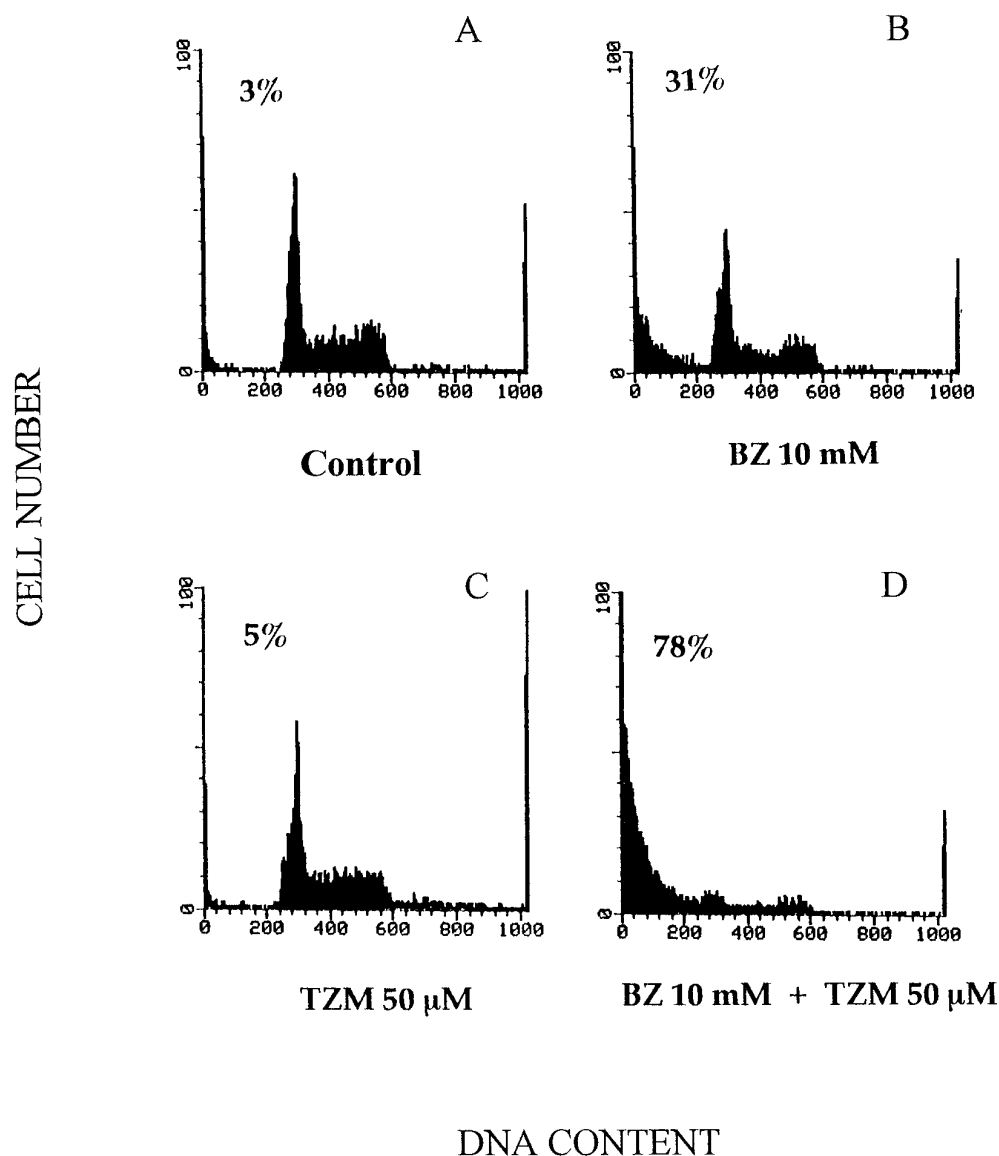 A
100
3%
0
0 200 400 600 800 1000
Control
B
100
31%
0
0 200 400 600 800 1000
BZ 10 mM
CELL NUMBER
C
100
5%
0
0 200 400 600 800 1000
TZM 50 µM
D
100
78%
0
0 200 400 600 800 1000
BZ 10 mM + TZM 50 µM
DNA CONTENT